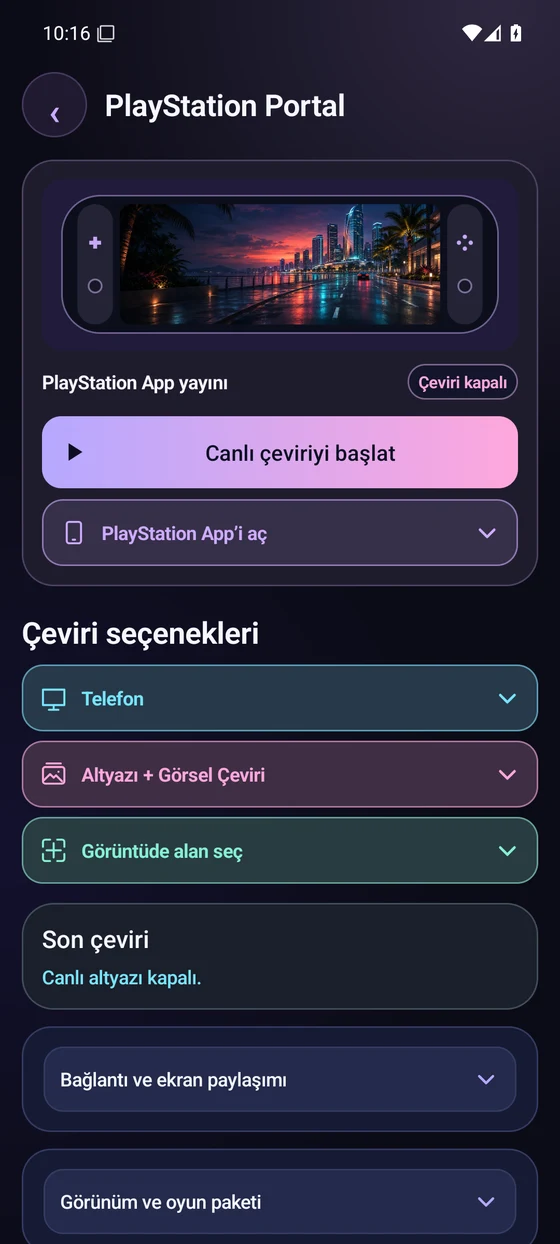 10:16
PlayStation Portal
PlayStation App yayını
Çeviri kapalı
Canlı çeviriyi başlat
PlayStation App’i aç
Çeviri seçenekleri
Telefon
Altyazı + Görsel Çeviri
Görüntüde alan seç
Son çeviri
Canlı altyazı kapalı.
Bağlantı ve ekran paylaşımı
Görünüm ve oyun paketi